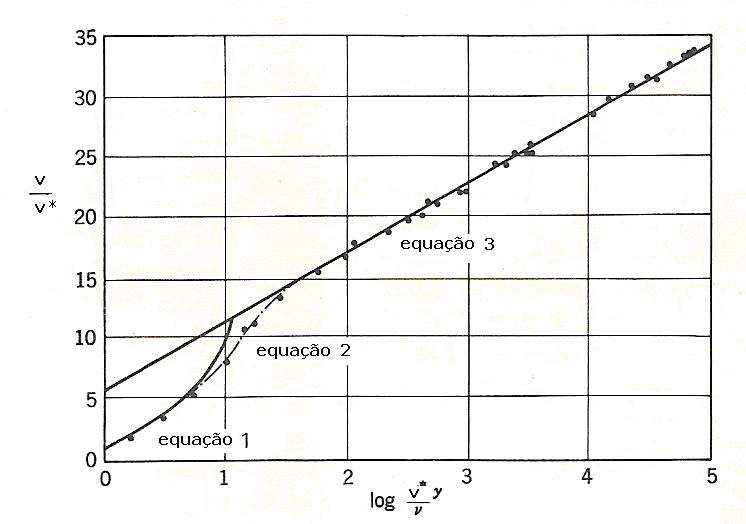 35
30
25
20
15
10
5
0
v
v*
equação 3
equação 2
equação 1
0 1 2 3 4 5
log v* y
ν